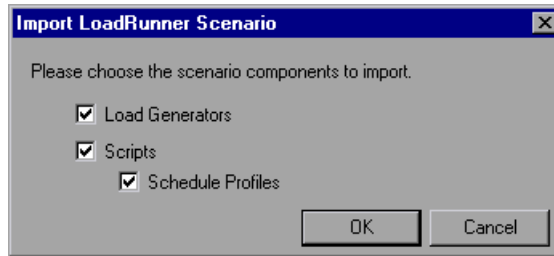 Import LoadRunner Scenario
Please choose the scenario components to import.
Load Generators
Scripts
Schedule Profiles
OK Cancel